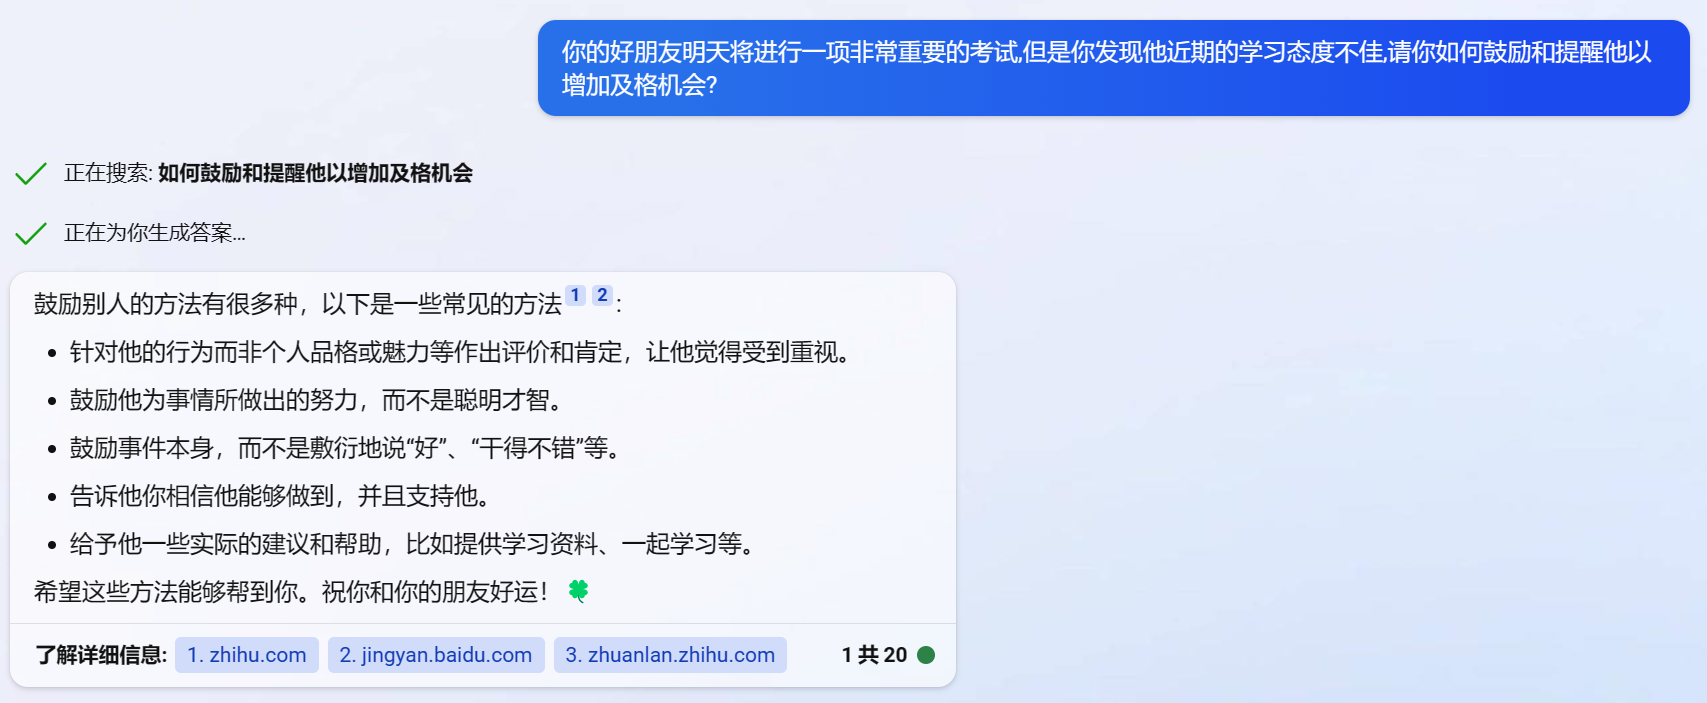 你的好朋友明天将进行一项非常重要的考试,但是你发现他近期的学习态度不佳,请你如何鼓励和提醒他以
增加及格机会?
正在搜索: 如何鼓励和提醒他以增加及格机会
正在为你生成答案...
鼓励别人的方法有很多种，以下是一些常见的方法 1 2 :
• 针对他的行为而非个人品格或魅力等作出评价和肯定，让他觉得受到重视。
• 鼓励他为事情所做出的努力，而不是聪明才智。
• 鼓励事件本身，而不是敷衍地说“好”、“干得不错”等。
• 告诉他你相信他能够做到，并且支持他。
• 给予他一些实际的建议和帮助，比如提供学习资料、一起学习等。
希望这些方法能够帮到你。祝你和你的朋友好运！ 🍀
了解详细信息: 1. zhihu.com 2. jingyan.baidu.com 3. zhuanlan.zhihu.com 1 共 20